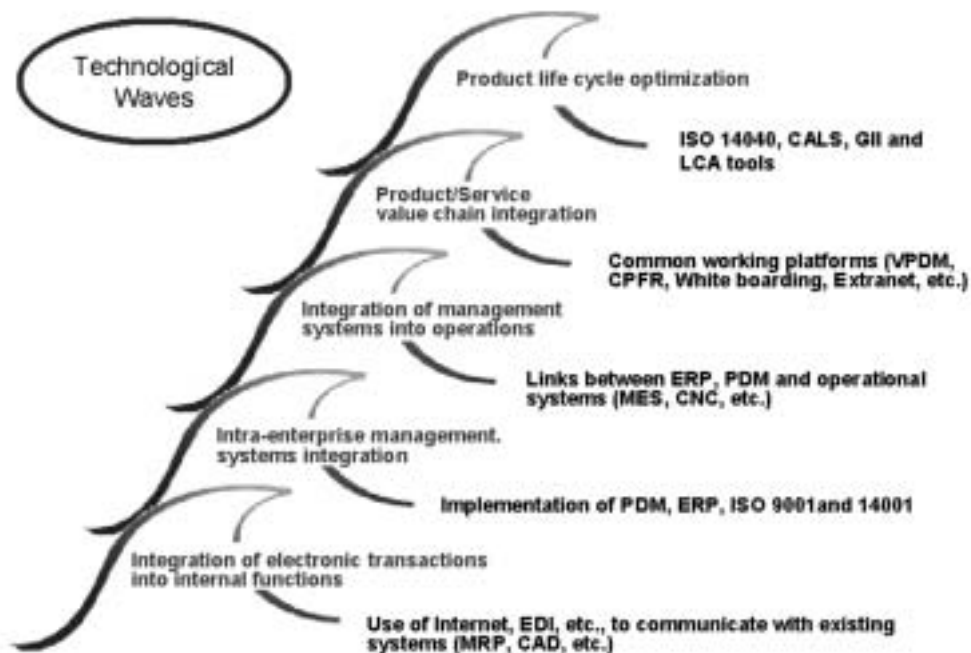 Technological
Waves
Product life cycle optimization
ISO 14040, CALS, GII and
LCA tools
Product/Service
value chain integration
Common working platforms (VPDM,
CPFR, White boarding, Extranet, etc.)
Integration of management
systems into operations
Links between ERP, PDM and operational
systems (MES, CNC, etc.)
Intra-enterprise management.
systems integration
Implementation of PDM, ERP, ISO 9001and 14001
Integration of electronic transactions
into internal functions
Use of Internet, EDI, etc., to communicate with existing
systems (MRP, CAD, etc.)